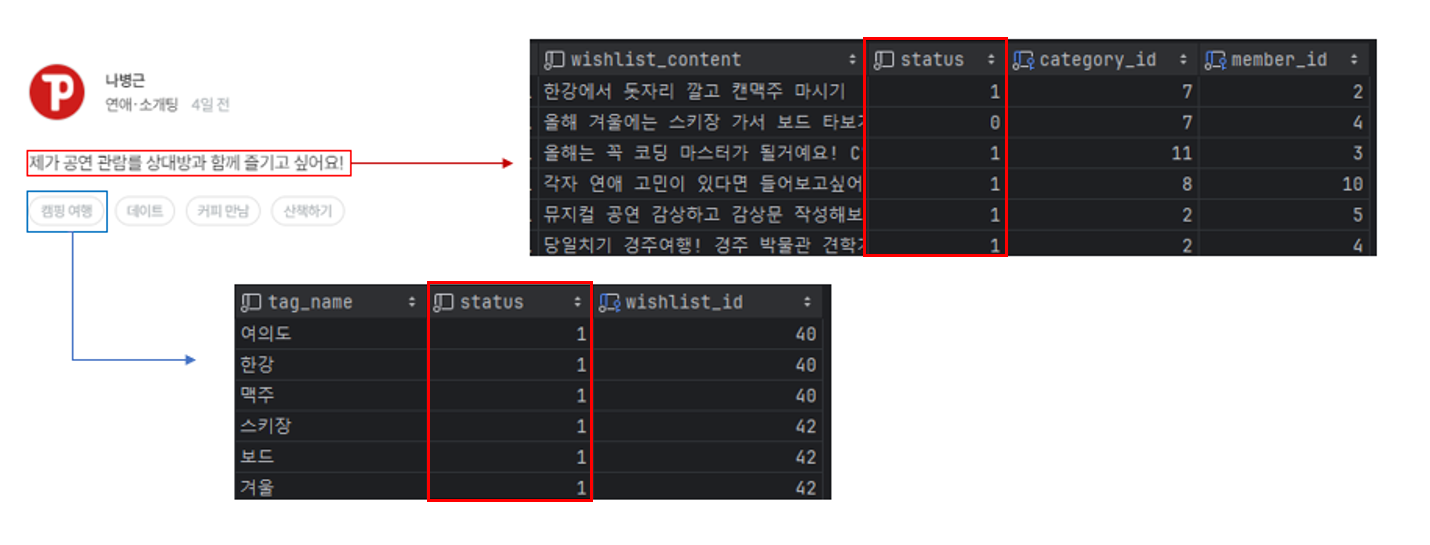 나병근
연애·소개팅 4일 전
제가 공연 관람를 상대방과 함께 즐기고 싶어요!
캠핑 여행 데이트 커피 만남 산책하기
wishlist_content status category_id member_id
한강에서 돗자리 깔고 캔맥주 마시기 1 7 2
올해 겨울에는 스키장 가서 보드 타보기 0 7 4
올해는 꼭 코딩 마스터가 될거예요! C 1 11 3
각자 연애 고민이 있다면 들어보고싶어 1 8 10
뮤지컬 공연 감상하고 감상문 작성해보 1 2 5
당일치기 경주여행! 경주 박물관 견학 1 2 4
tag_name status wishlist_id
여의도 1 40
한강 1 40
맥주 1 40
스키장 1 42
보드 1 42
겨울 1 42